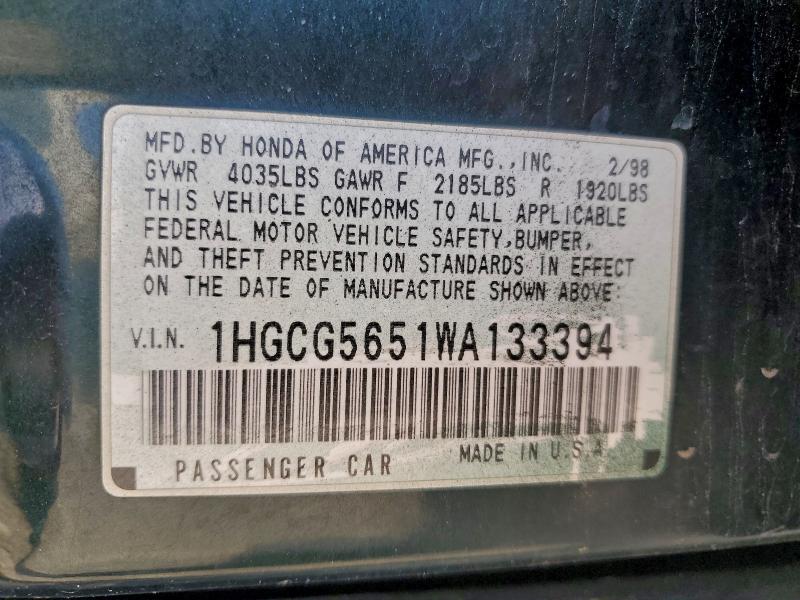 MFD.BY HONDA OF AMERICA MFG.,INC. 2/98
GVWR 4035LBS GAWR F 2185LBS R 1920LBS
THIS VEHICLE CONFORMS TO ALL APPLICABLE
FEDERAL MOTOR VEHICLE SAFETY,BUMPER,
AND THEFT PREVENTION STANDARDS IN EFFECT
ON THE DATE OF MANUFACTURE SHOWN ABOVE:
V.I.N. 1HGCG5651WA133394
PASSENGER CAR MADE IN U.S.A.